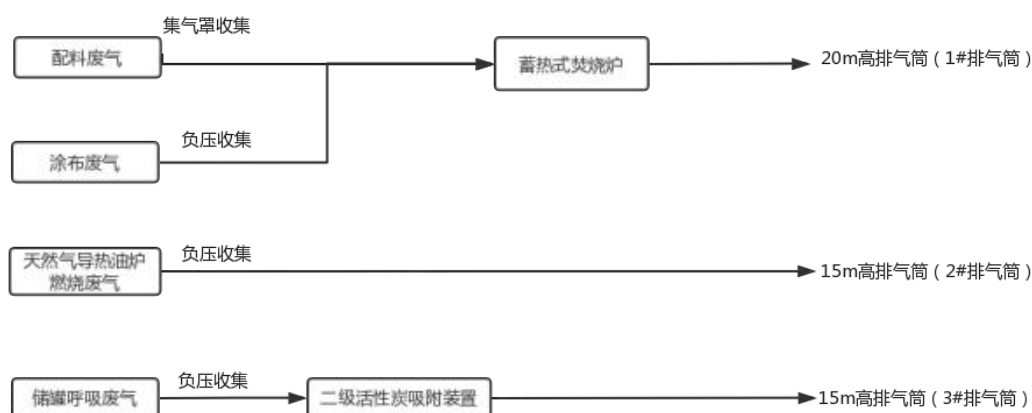 集气罩收集
配料废气
蓄热式焚烧炉
20m高排气筒（1#排气筒）
负压收集
涂布废气
天然气导热油炉
燃烧废气
负压收集
15m高排气筒（2#排气筒）
储罐呼吸废气
负压收集
二级活性炭吸附装置
15m高排气筒（3#排气筒）